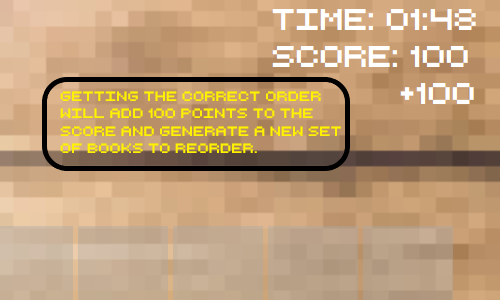 TIME: 01:48
SCORE: 100
+100
GETTING THE CORRECT ORDER
WILL ADD 100 POINTS TO THE
SCORE AND GENERATE A NEW SET
OF BOOKS TO REORDER.